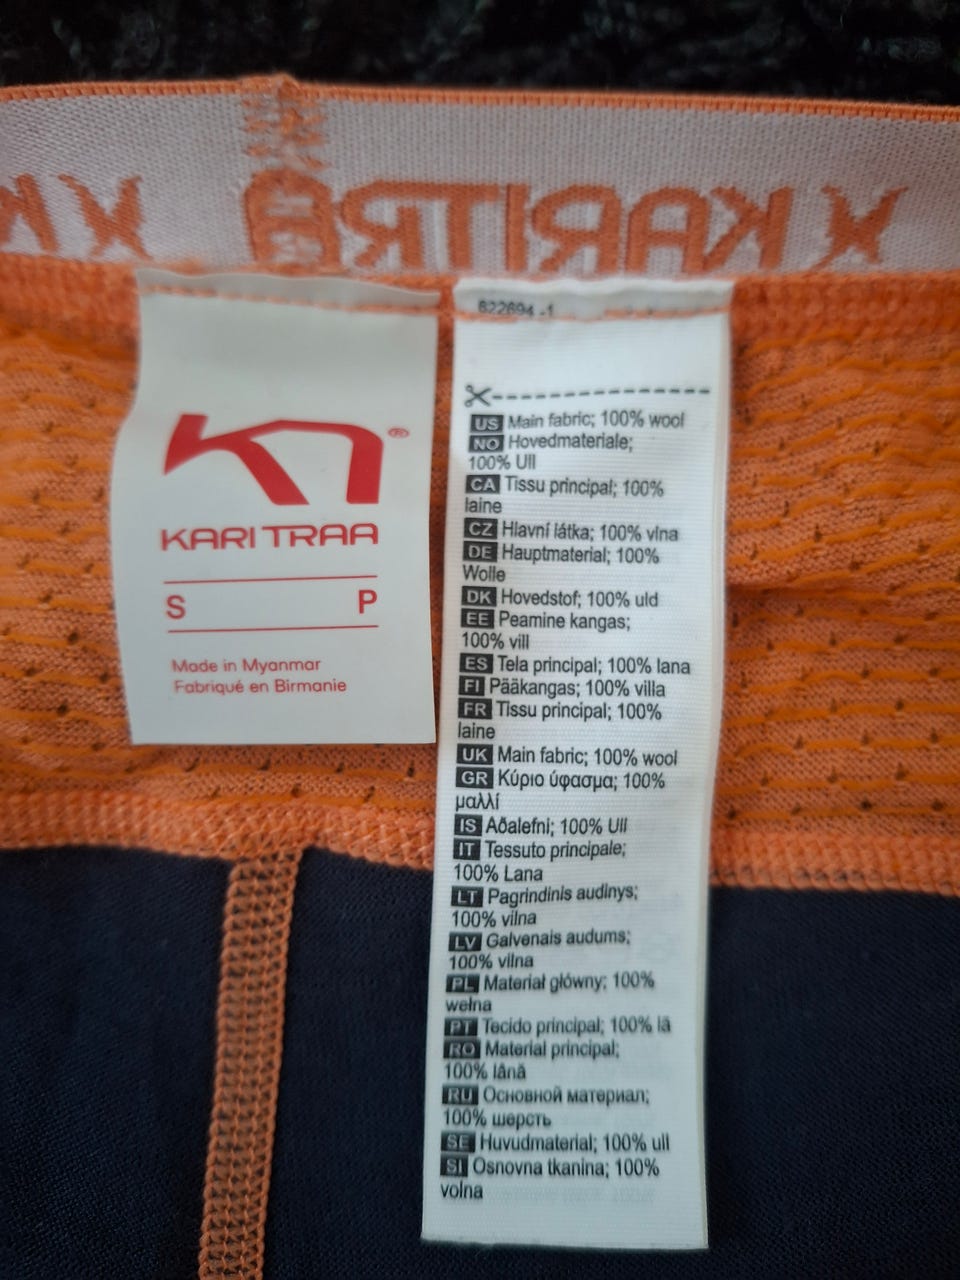 KARITRAA
KARI TRAA
S P
Made in Myanmar
Fabriqué en Birmanie
622694 -1
US Main fabric; 100% wool
NO Hovedmateriale;
100% Ull
CA Tissu principal; 100%
laine
CZ Hlavní látka; 100% vlna
DE Hauptmaterial; 100%
Wolle
DK Hovedstof; 100% uld
EE Peamine kangas;
100% vill
ES Tela principal; 100% lana
FI Pääkangas; 100% villa
FR Tissu principal; 100%
laine
UK Main fabric; 100% wool
GR Κύριο ύφασμα; 100%
μαλλί
IS Aðalefni; 100% Ull
IT Tessuto principale;
100% Lana
LT Pagrindinis audinys;
100% vilna
LV Galvenais audums;
100% vilna
PL Materiał główny; 100%
wełna
PT Tecido principal; 100% lã
RO Material principal;
100% lână
RU Основной материал;
100% шерсть
SE Huvudmaterial; 100% ull
SI Osnovna tkanina; 100%
volna